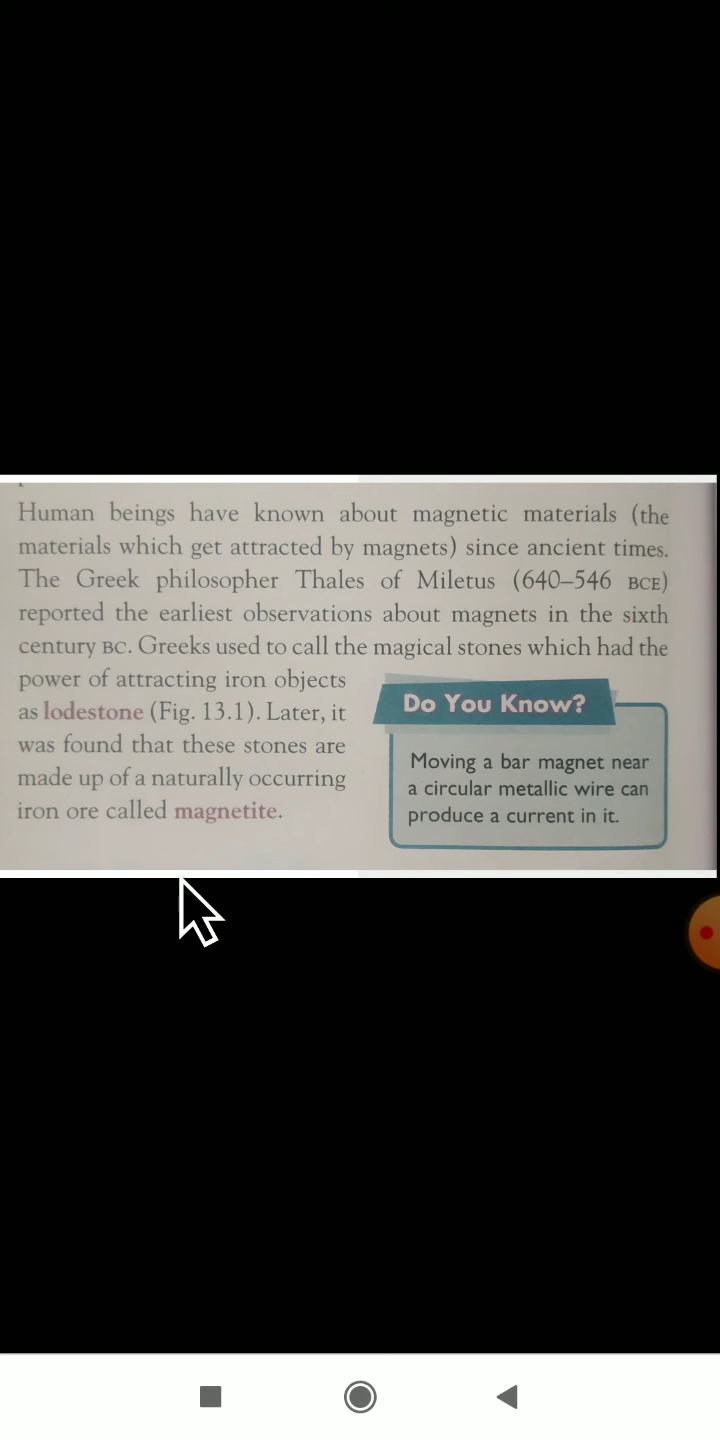 Human beings have known about magnetic materials (the
materials which get attracted by magnets) since ancient times.
The Greek philosopher Thales of Miletus (640–546 BCE)
reported the earliest observations about magnets in the sixth
century BC. Greeks used to call the magical stones which had the
power of attracting iron objects
as lodestone (Fig. 13.1). Later, it
was found that these stones are
made up of a naturally occurring
iron ore called magnetite.
Do You Know?
Moving a bar magnet near
a circular metallic wire can
produce a current in it.